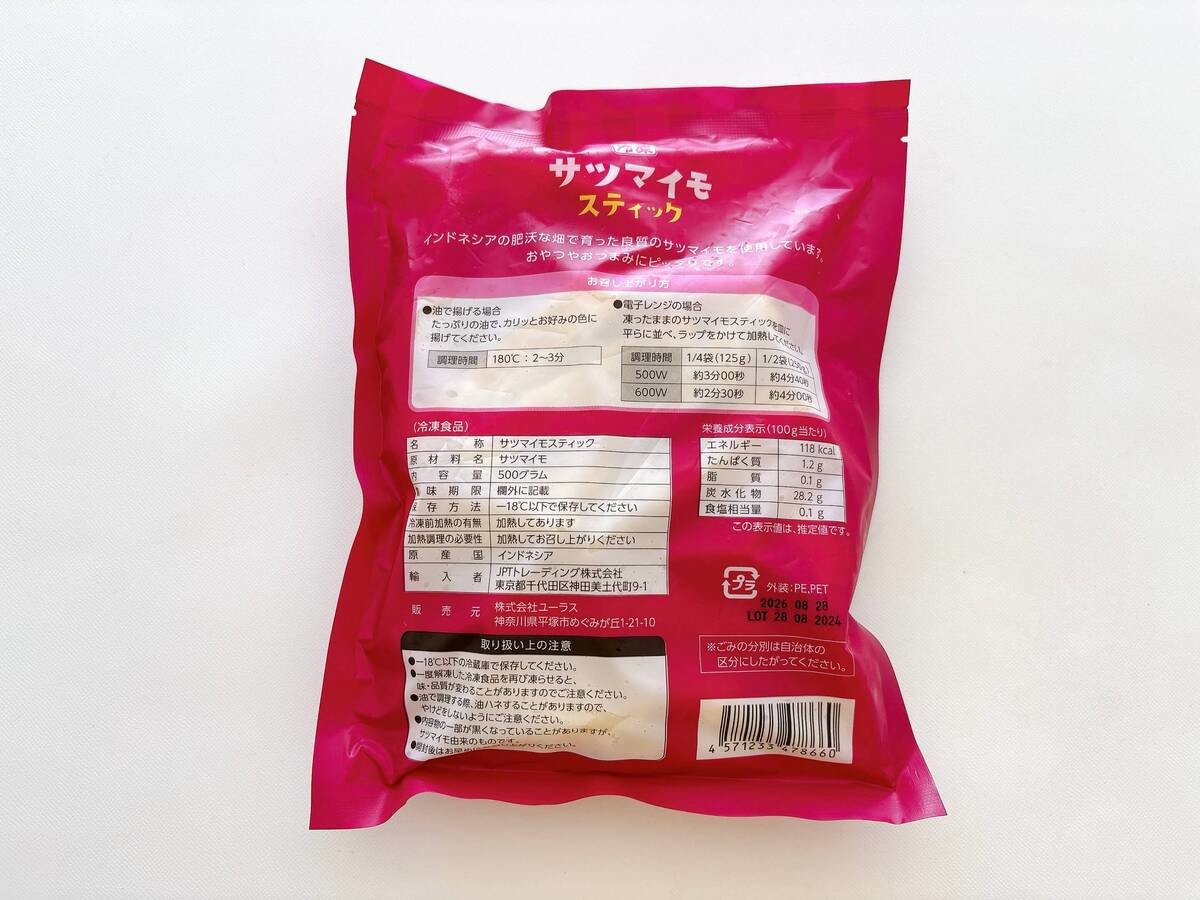 サツマイモ
スティック
インドネシアの肥沃な畑で育った良質のサツマイモを使用しています。
おやつやおつまみにピッタリです。
お召し上がり方
●油で揚げる場合
たっぷりの油で、カリッとお好みの色に
揚げてください。
調理時間 180℃：2〜3分
●電子レンジの場合
凍ったままのサツマイモスティックを皿に
平らに並べ、ラップをかけて加熱してください。
調理時間 1/4袋(125g) 1/2袋(250g)
500W 約3分00秒 約4分40秒
600W 約2分30秒 約4分00秒
(冷凍食品)
名称 サツマイモスティック
原材料名 サツマイモ
内容量 500グラム
味期限 欄外に記載
保存方法 −18℃以下で保存してください
冷凍前加熱の有無 加熱してあります
加熱調理の必要性 加熱してお召し上がりください
原産国 インドネシア
輸入者 JPTトレーディング株式会社
東京都千代田区神田美土代町9-1
販売元 株式会社ユーラス
神奈川県平塚市めぐみが丘1-21-10
栄養成分表示(100g当たり)
エネルギー 118 kcal
たんぱく質 1.2 g
脂質 0.1 g
炭水化物 28.2 g
食塩相当量 0.1 g
この表示値は、推定値です。
プラ 外装:PE,PET
2026 08 28
LOT 28 08 2024
※ごみの分別は自治体の
区分にしたがってください。
取り扱い上の注意
●−18℃以下の冷蔵庫で保存してください。
●一度解凍した冷凍食品を再び凍らせると、
味・品質が変わることがありますのでご注意ください。
●油で調理する際、油ハネすることがありますので、
やけどをしないようにご注意ください。
●内容物の一部が黒くなっていることがありますが、
サツマイモ由来のものです。
●開封後はお早めにお召し上がりください。
4 571233 478660